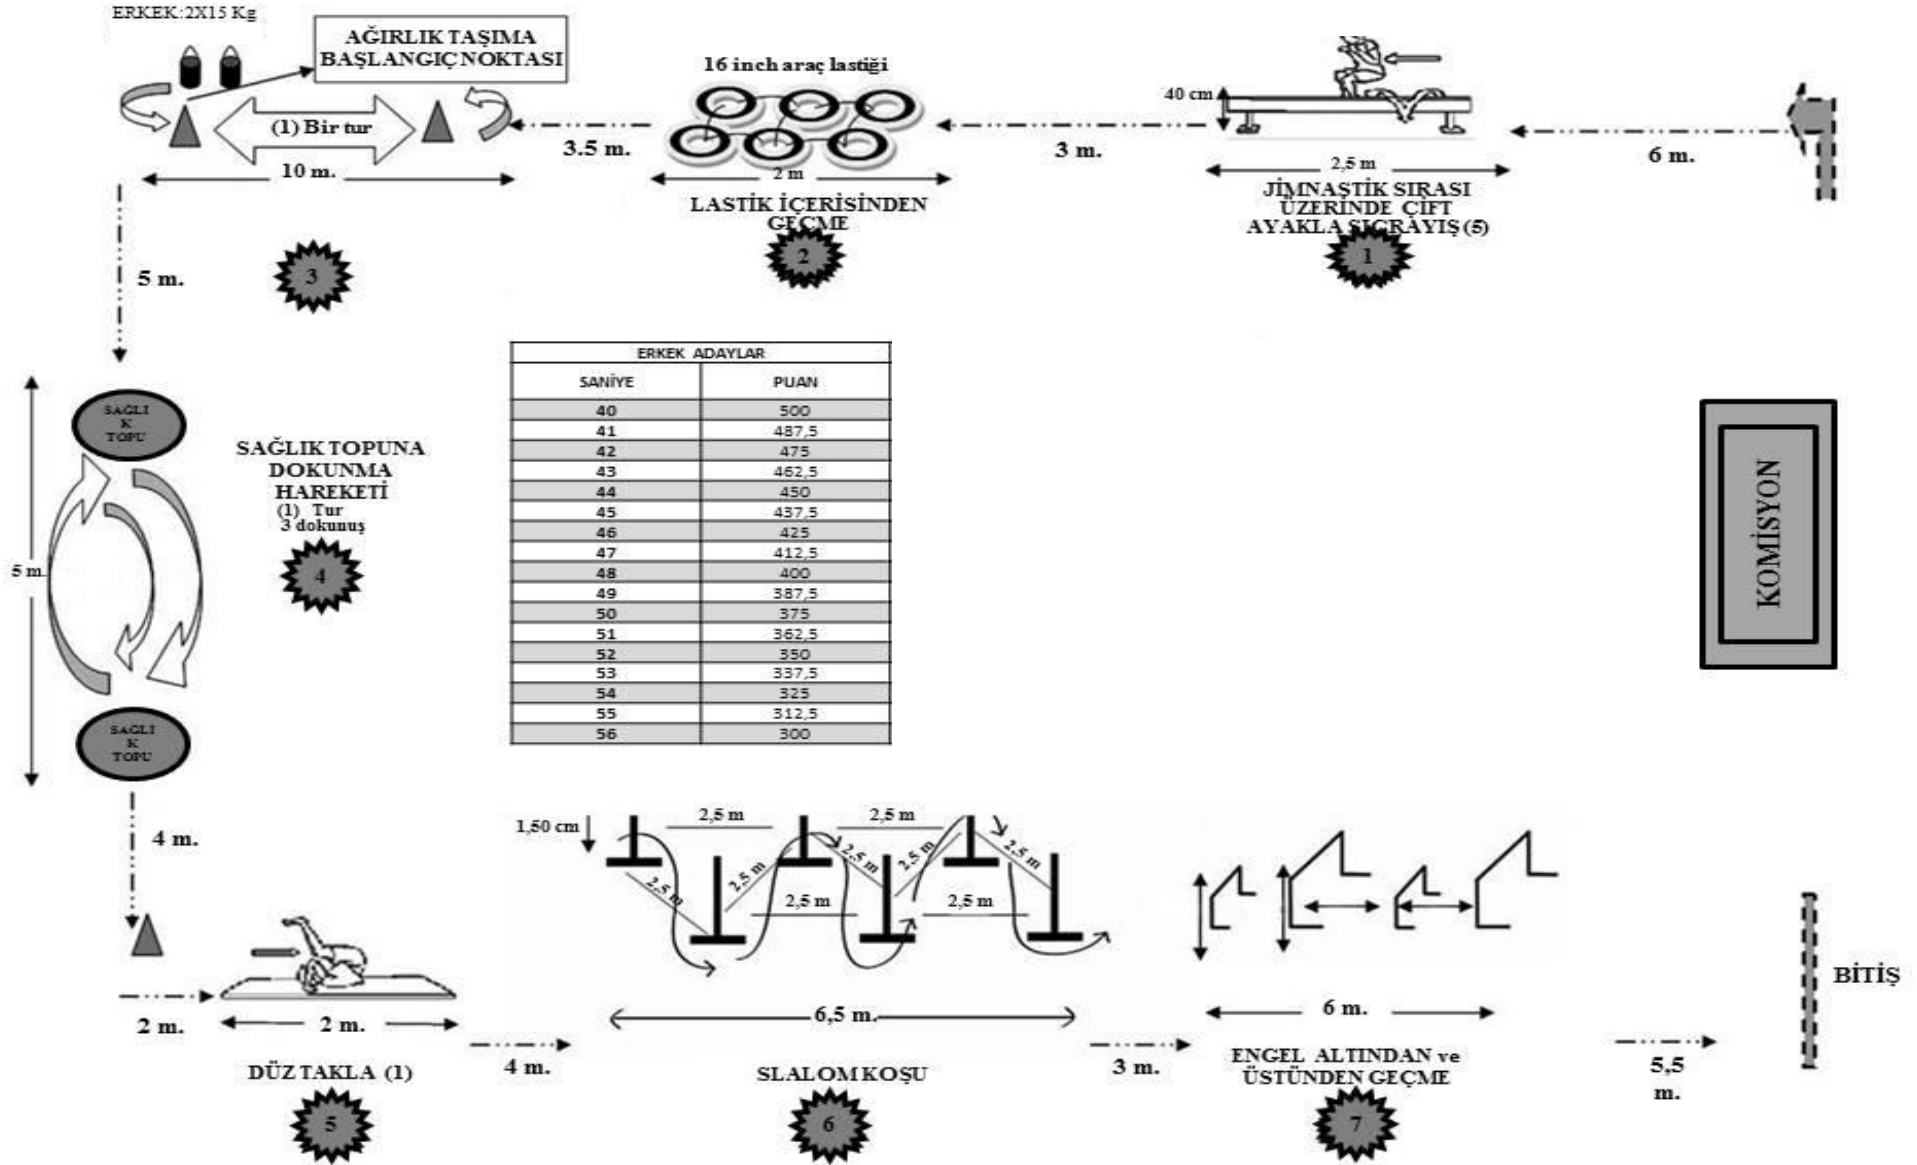 ERKEK:2X15 Kg
AĞIRLIK TAŞIMA
BAŞLANGIÇ NOKTASI
(1) Bir tur
10 m.
3.5 m.
16 inch araç lastiği
2 m
LASTİK İÇERİSİNDEN
GEÇME
2
3 m.
40 cm
2,5 m
JİMNASTİK SIRASI
ÜZERİNDE ÇİFT
AYAKLA SIÇRAYIŞ (5)
1
6 m.
3
5 m.
SAĞLI
K
TOPU
5 m.
SAĞLIK TOPUNA
DOKUNMA
HAREKETİ
(1) Tur
3 dokunuş
4
SAĞLI
K
TOPU
ERKEK ADAYLAR
SANİYE PUAN
40 500
41 487,5
42 475
43 462,5
44 450
45 437,5
46 425
47 412,5
48 400
49 387,5
50 375
51 362,5
52 350
53 337,5
54 325
55 312,5
56 300
KOMİSYON
4 m.
2 m.
2 m.
DÜZ TAKLA (1)
5
4 m.
1,50 cm
2,5 m
2,5 m
2,5 m
2,5 m
2,5 m
2,5 m
2,5 m
2,5 m
2,5 m
6,5 m.
SLALOM KOŞU
6
3 m.
6 m.
ENGEL ALTINDAN ve
ÜSTÜNDEN GEÇME
7
5,5
m.
BİTİŞ